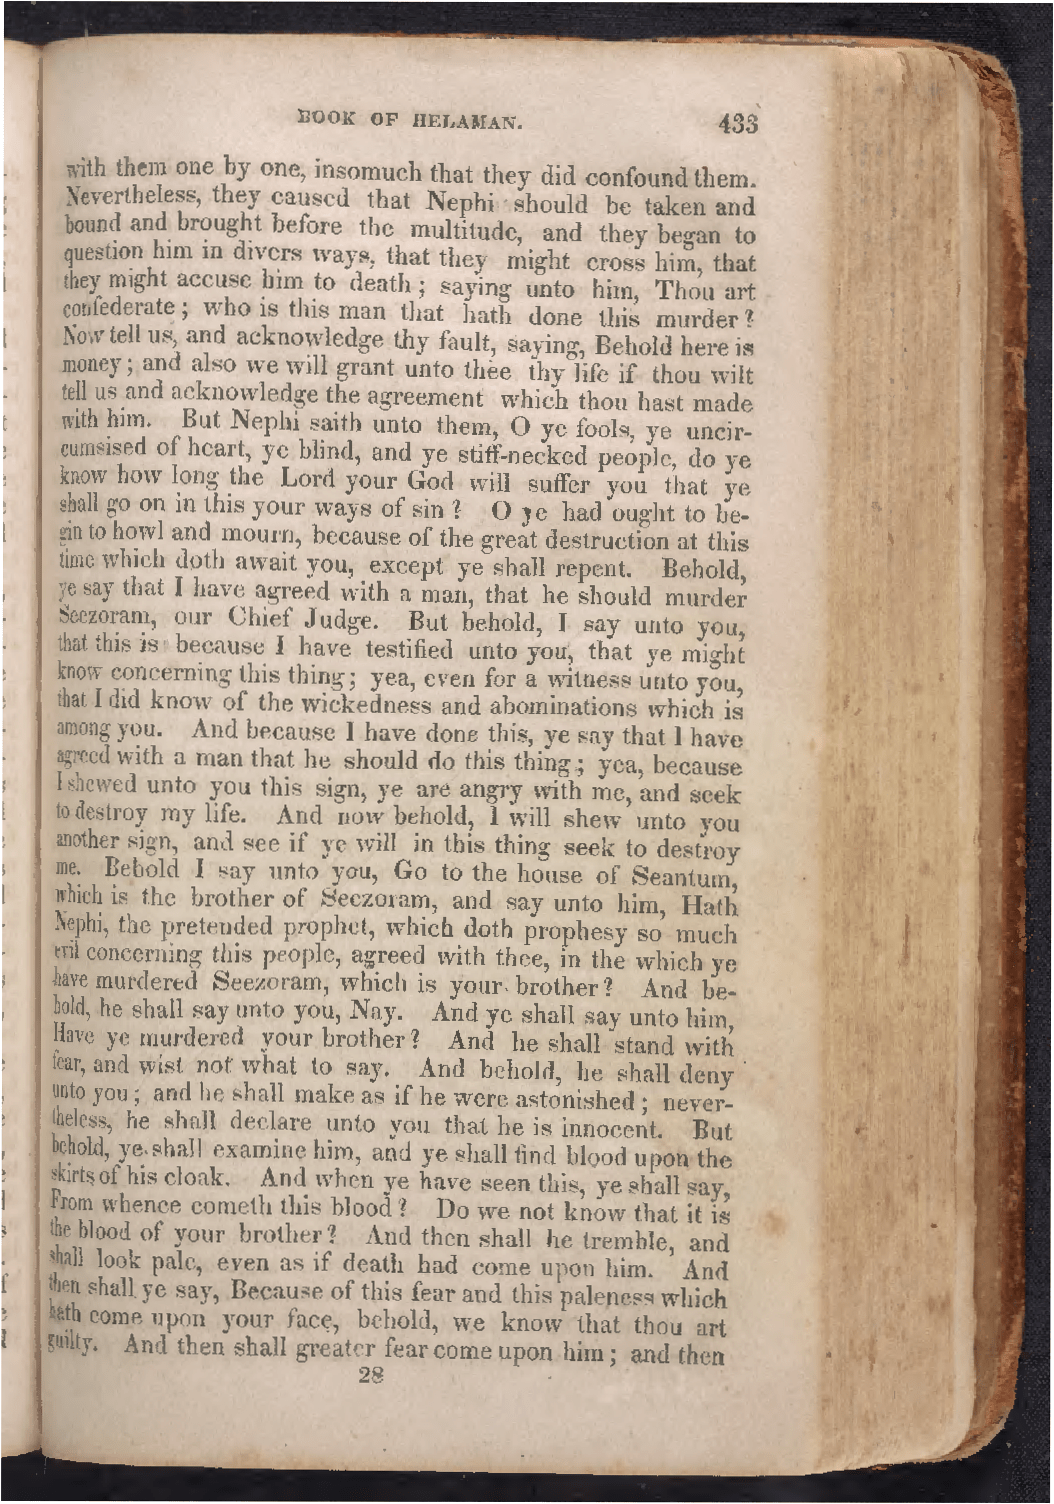 BOOK OF HELAMAN. 433
with them one by one, insomuch that they did confound them.
Nevertheless, they caused that Nephi should be taken and
bound and brought before the multitude, and they began to
question him in divers ways, that they might cross him, that
they might accuse him to death; saying unto him, Thou art
confederate; who is this man that hath done this murder?
Now tell us, and acknowledge thy fault, saying, Behold here is
money; and also we will grant unto thee thy life if thou wilt
tell us and acknowledge the agreement which thou hast made
with him. But Nephi saith unto them, O ye fools, ye uncir-
cumsised of heart, ye blind, and ye stiff-necked people, do ye
know how long the Lord your God will suffer you that ye
shall go on in this your ways of sin? O ye had ought to be-
gin to howl and mourn, because of the great destruction at this
time which doth await you, except ye shall repent. Behold,
ye say that I have agreed with a man, that he should murder
Seezoram, our Chief Judge. But behold, I say unto you,
that this is because I have testified unto you, that ye might
know concerning this thing; yea, even for a witness unto you,
that I did know of the wickedness and abominations which is
among you. And because I have done this, ye say that I have
agreed with a man that he should do this thing; yea, because
I shewed unto you this sign, ye are angry with me, and seek
to destroy my life. And now behold, I will shew unto you
another sign, and see if ye will in this thing seek to destroy
me. Behold I say unto you, Go to the house of Seantum,
which is the brother of Seezoram, and say unto him, Hath
Nephi, the pretended prophet, which doth prophesy so much
evil concerning this people, agreed with thee, in the which ye
have murdered Seezoram, which is your brother? And be-
hold, he shall say unto you, Nay. And ye shall say unto him,
Have ye murdered your brother? And he shall stand with
fear, and wist not what to say. And behold, he shall deny
unto you; and he shall make as if he were astonished; never-
theless, he shall declare unto you that he is innocent. But
behold, ye shall examine him, and ye shall find blood upon the
skirts of his cloak. And when ye have seen this, ye shall say,
From whence cometh this blood? Do we not know that it is
the blood of your brother? And then shall he tremble, and
shall look pale, even as if death had come upon him. And
then shall ye say, Because of this fear and this paleness which
hath come upon your face, behold, we know that thou art
guilty. And then shall greater fear come upon him; and then
28